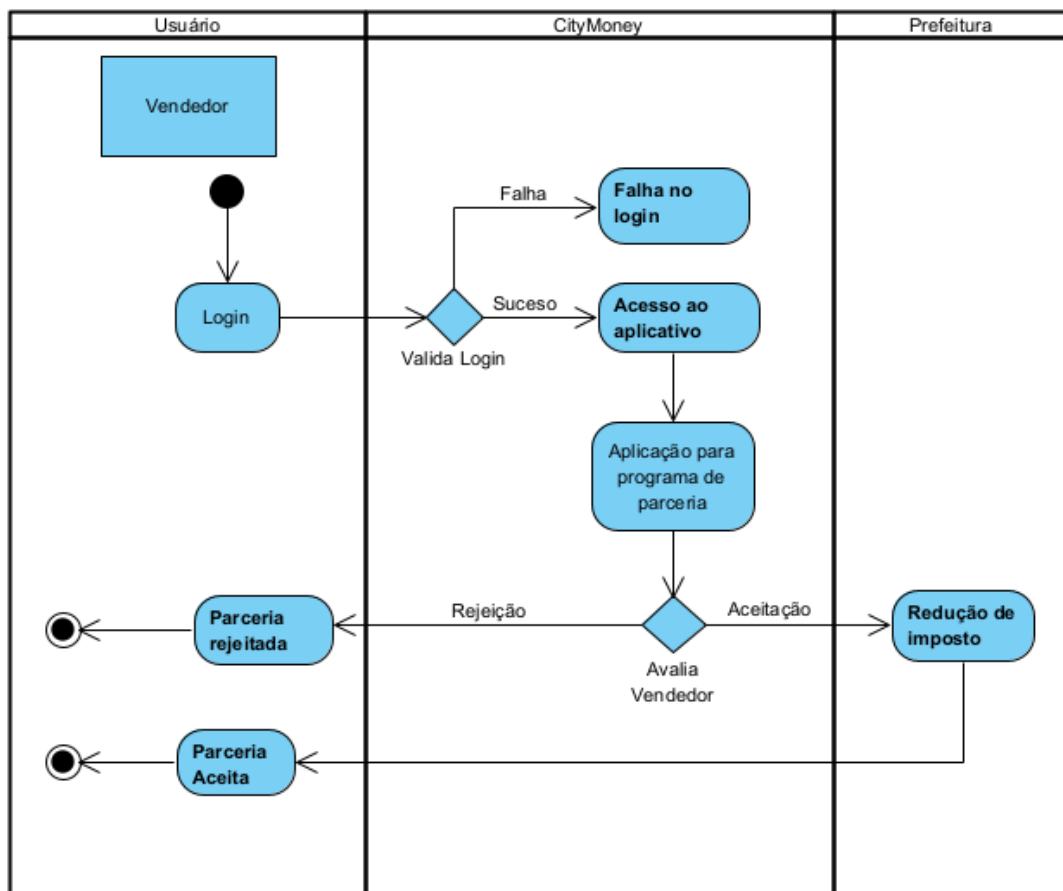 Usuário
CityMoney
Prefeitura
Vendedor
Falha
Falha no
login
Login
Suceso
Acesso ao
aplicativo
Valida Login
Aplicação para
programa de
parceria
Rejeição
Aceitação
Parceria
rejeitada
Redução de
imposto
Avalia
Vendedor
Parceria
Aceita